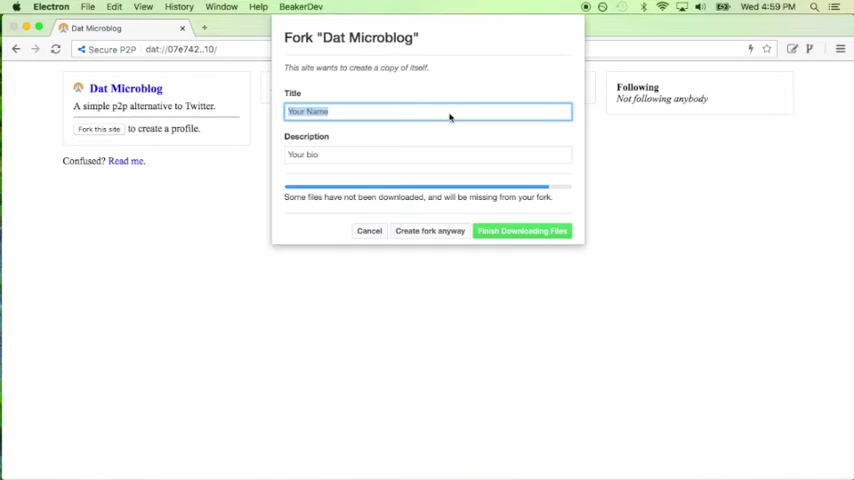 Electron File Edit View History Window Help BeakerDev Wed 4:59 PM
Dat Microblog
Secure P2P dat://07e742..10/
Fork "Dat Microblog"
This site wants to create a copy of itself.
Title
Your Name
Description
Your bio
Some files have not been downloaded, and will be missing from your fork.
Cancel Create fork anyway Finish Downloading Files
Dat Microblog
A simple p2p alternative to Twitter.
Fork this site to create a profile.
Confused? Read me.
Following
Not following anybody